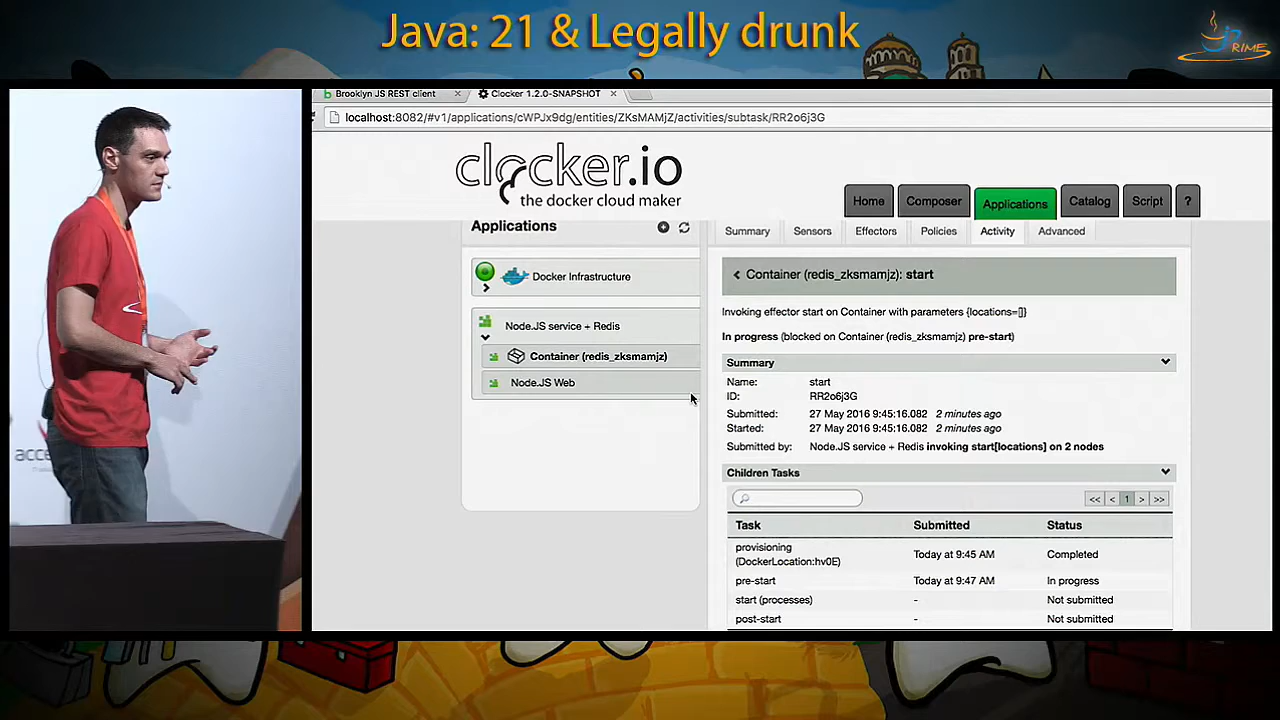 Java: 21 & Legally drunk
jPRIME
Brooklyn JS REST client
Clocker 1.2.0-SNAPSHOT
localhost:8082/#v1/applications/cWPJx9dg/entities/ZKsMAMjZ/activities/subtask/RR2o6j3G
clocker.io
the docker cloud maker
Home
Composer
Applications
Catalog
Script
?
Applications
Docker Infrastructure
Node.JS service + Redis
Container (redis_zksmamjz)
Node.JS Web
Summary
Sensors
Effectors
Policies
Activity
Advanced
Container (redis_zksmamjz): start
Invoking effector start on Container with parameters {locations=[]}
In progress (blocked on Container (redis_zksmamjz) pre-start)
Summary
Name: start
ID: RR2o6j3G
Submitted: 27 May 2016 9:45:16.082 2 minutes ago
Started: 27 May 2016 9:45:16.082 2 minutes ago
Submitted by: Node.JS service + Redis invoking start[locations] on 2 nodes
Children Tasks
<< < 1 > >>
Task Submitted Status
provisioning
(DockerLocation:hv0E) Today at 9:45 AM Completed
pre-start Today at 9:47 AM In progress
start (processes) - Not submitted
post-start - Not submitted